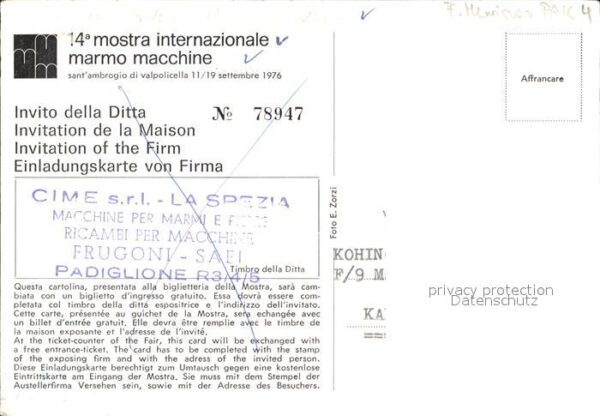 14ª mostra internazionale
marmo macchine
sant'ambrogio di valpolicella 11/19 settembre 1976
Affrancare
Invito della Ditta № 78947
Invitation de la Maison
Invitation of the Firm
Einladungskarte von Firma
CIME s.r.l. - LA SPEZIA
MACCHINE PER MARMI E
RICAMBI PER MACCHINE
FRUGONI - SAFI
PADIGLIONE R3/4/5
Timbro della Ditta
Foto E. Zorzi
KOHIN
F/9 M
KA
privacy protection
Datenschutz
Questa cartolina, presentata alla biglietteria della Mostra, sarà cam-
biata con un biglietto d'ingresso gratuito. Essa dovrà essere com-
pletata col timbro della ditta espositrice e l'indirizzo dell'invitato.
Cette carte, présentée au guichet de la Mostra, sera echangée avec
un billet d'entrée gratuit. Elle devra être remplie avec le timbre de
la maison exposante et l'adresse de l'invité.
At the ticket-counter of the Fair, this card will be exchanged with
a free entrance-ticket. The card has to be completed with the stamp
of the exposing firm and with the adress of the invited person.
Diese Einladungskarte berechtigt zum Umtausch gegen eine kostenlose
Eintrittskarte am Eingang der Mostra. Sie muss mit dem Stempel der
Austellerfirma Versehen sein, sowie mit der Adresse des Besuchers.